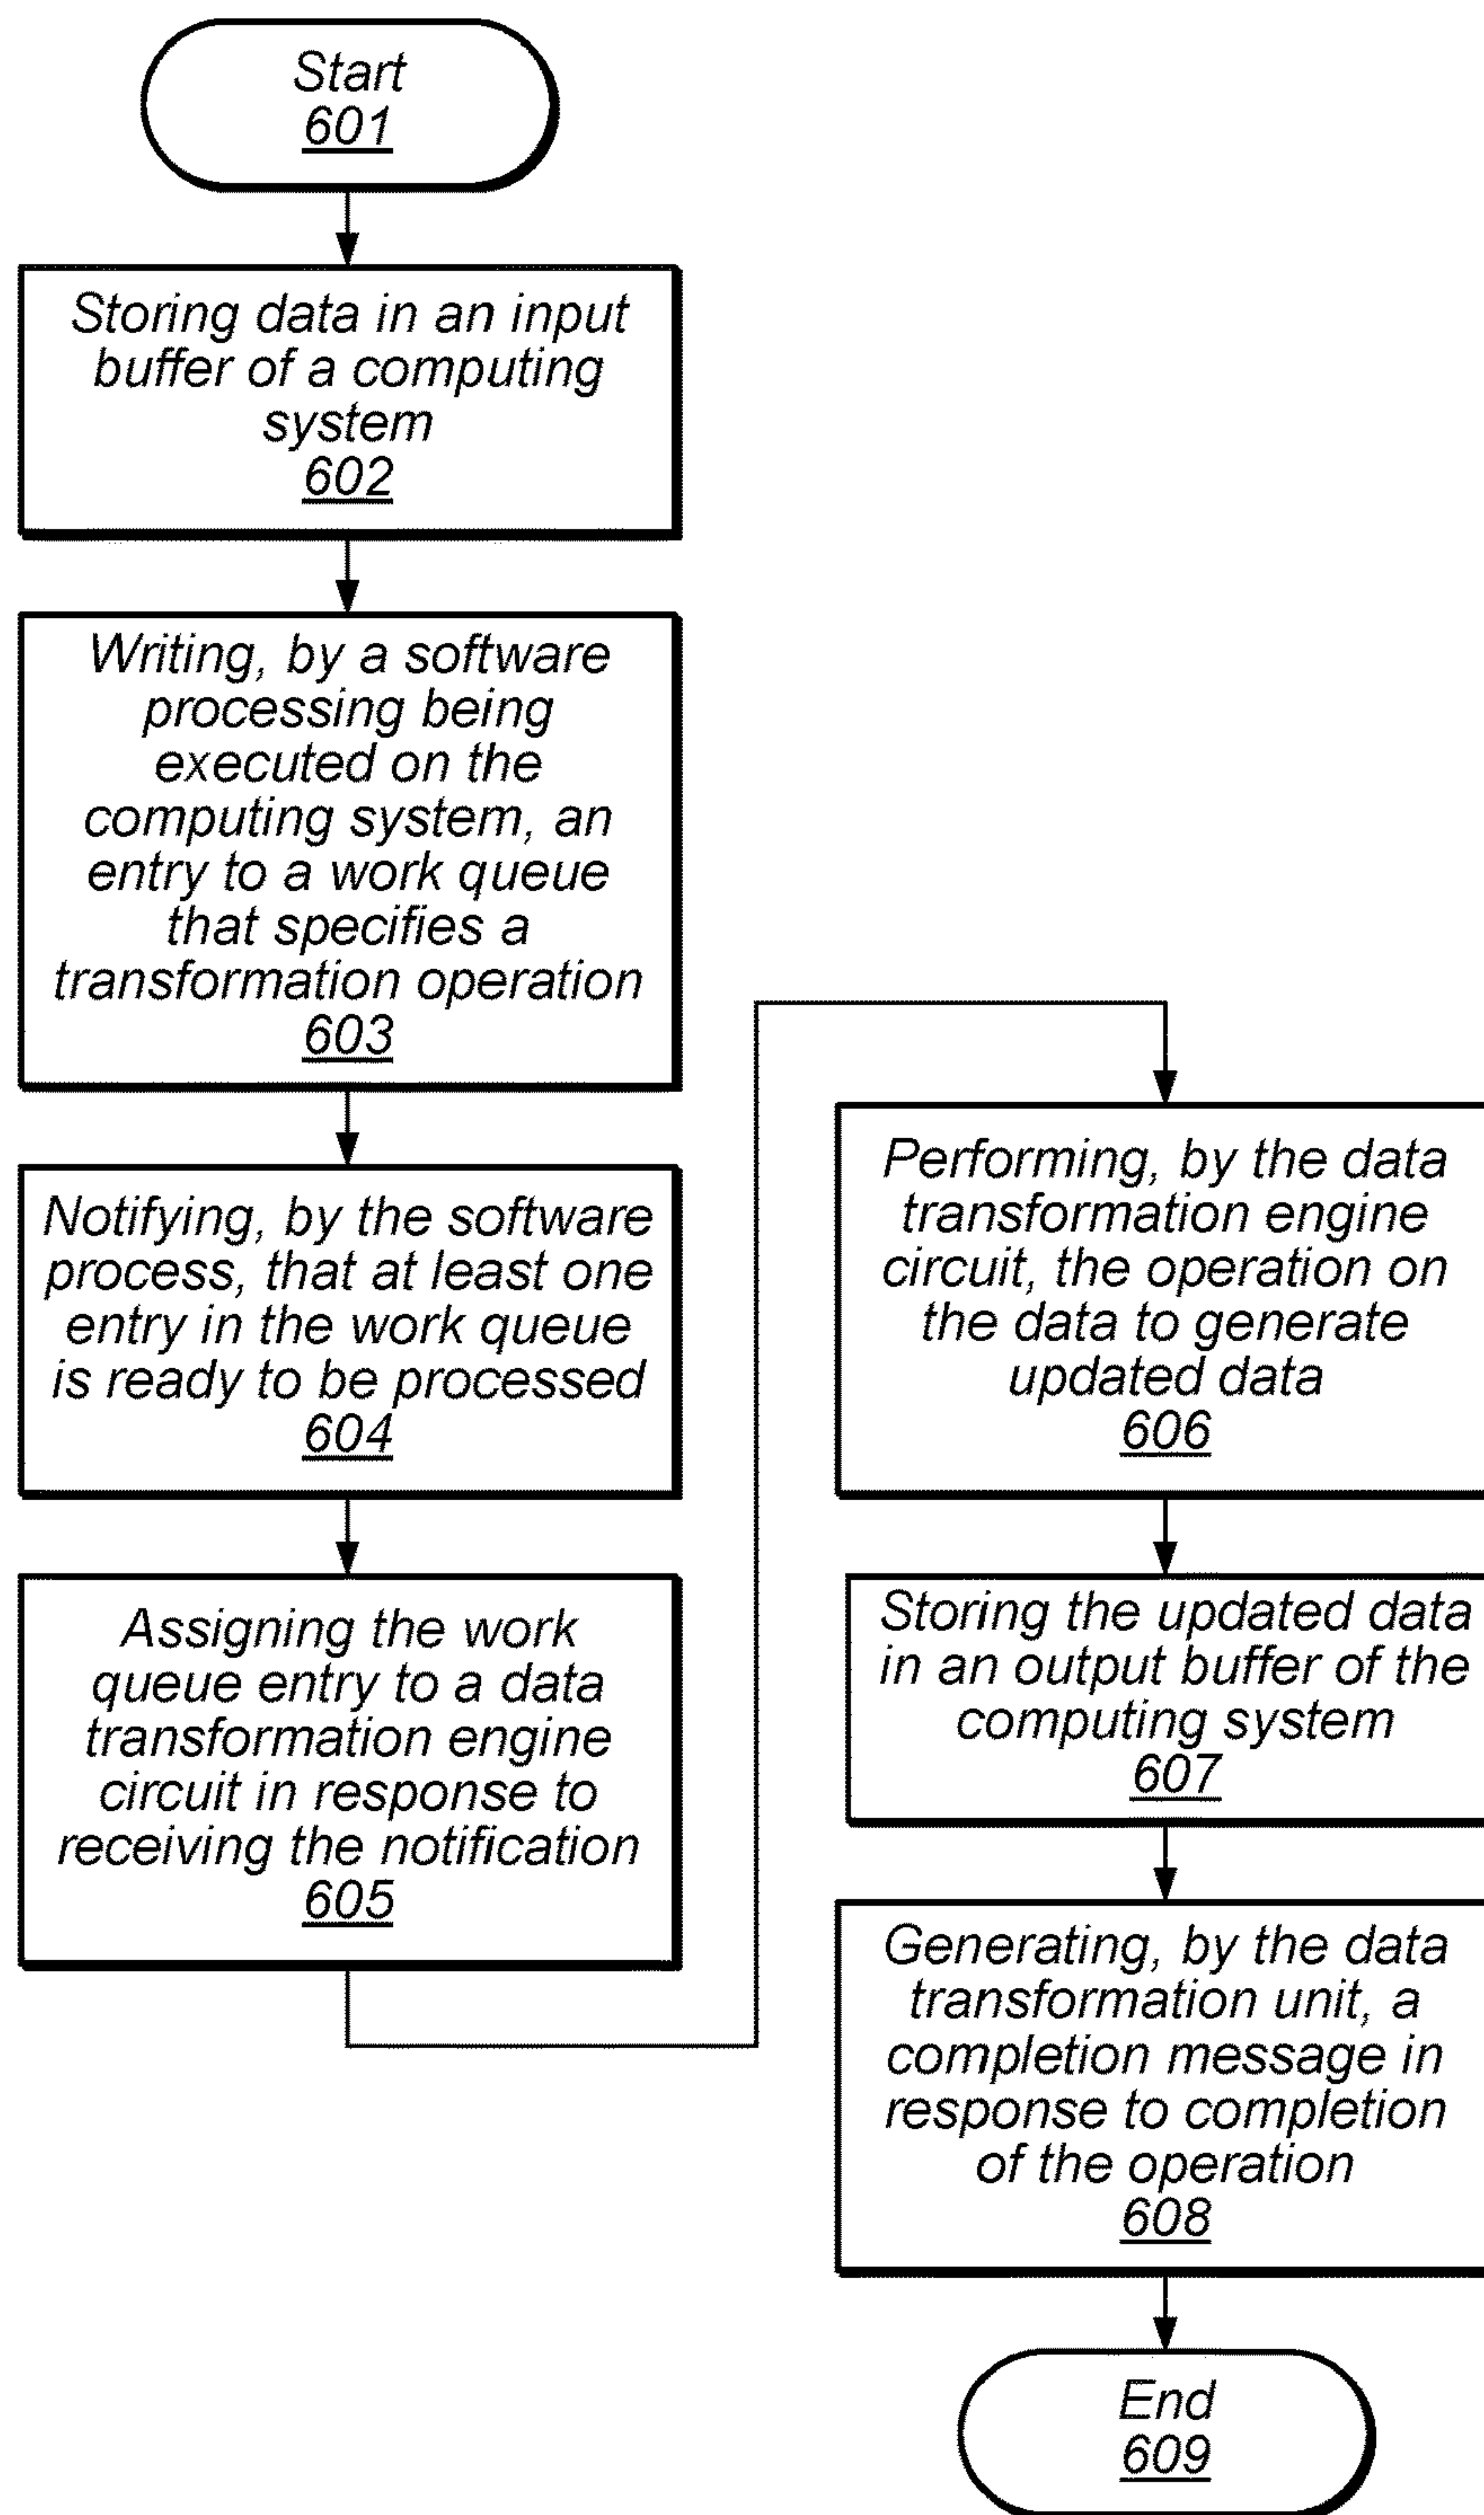 Start
601
Storing data in an input
buffer of a computing
system
602
Writing, by a software
processing being
executed on the
computing system, an
entry to a work queue
that specifies a
transformation operation
603
Notifying, by the software
process, that at least one
entry in the work queue
is ready to be processed
604
Assigning the work
queue entry to a data
transformation engine
circuit in response to
receiving the notification
605
Performing, by the data
transformation engine
circuit, the operation on
the data to generate
updated data
606
Storing the updated data
in an output buffer of the
computing system
607
Generating, by the data
transformation unit, a
completion message in
response to completion
of the operation
608
End
609